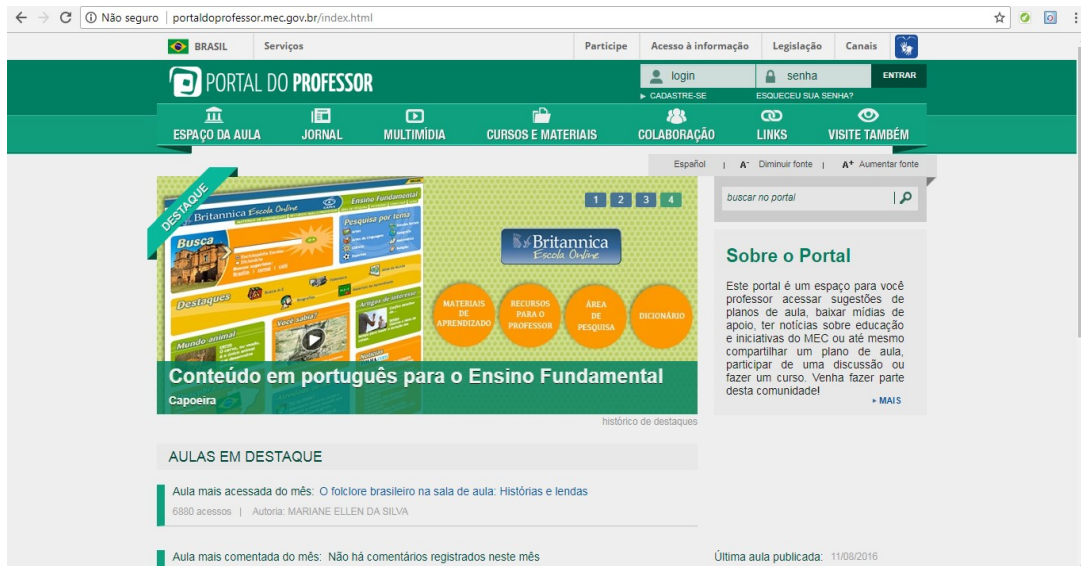 Não seguro | portaldoprofessor.mec.gov.br/index.html
BRASIL Serviços Participe Acesso à informação Legislação Canais
PORTAL DO PROFESSOR
login senha ENTRAR
▸ CADASTRE-SE ESQUECEU SUA SENHA?
ESPAÇO DA AULA JORNAL MULTIMÍDIA CURSOS E MATERIAIS COLABORAÇÃO LINKS VISITE TAMBÉM
Español | A- Diminuir fonte | A+ Aumentar fonte
DESTAQUE
Britannica Escola Online
Ensino Fundamental
Busca
Pesquisa por tema
Destaques
Artigos de interesse
Você sabia?
Mundo animal
1 2 3 4
Britannica
Escola Online
MATERIAIS DE APRENDIZADO
RECURSOS PARA O PROFESSOR
ÁREA DE PESQUISA
DICIONÁRIO
Conteúdo em português para o Ensino Fundamental
Capoeira
histórico de destaques
buscar no portal
Sobre o Portal
Este portal é um espaço para você
professor acessar sugestões de
planos de aula, baixar mídias de
apoio, ter notícias sobre educação
e iniciativas do MEC ou até mesmo
compartilhar um plano de aula,
participar de uma discussão ou
fazer um curso. Venha fazer parte
desta comunidade!
▸ MAIS
AULAS EM DESTAQUE
Aula mais acessada do mês: O folclore brasileiro na sala de aula: Histórias e lendas
6880 acessos | Autoria: MARIANE ELLEN DA SILVA
Aula mais comentada do mês: Não há comentários registrados neste mês
Última aula publicada: 11/08/2016